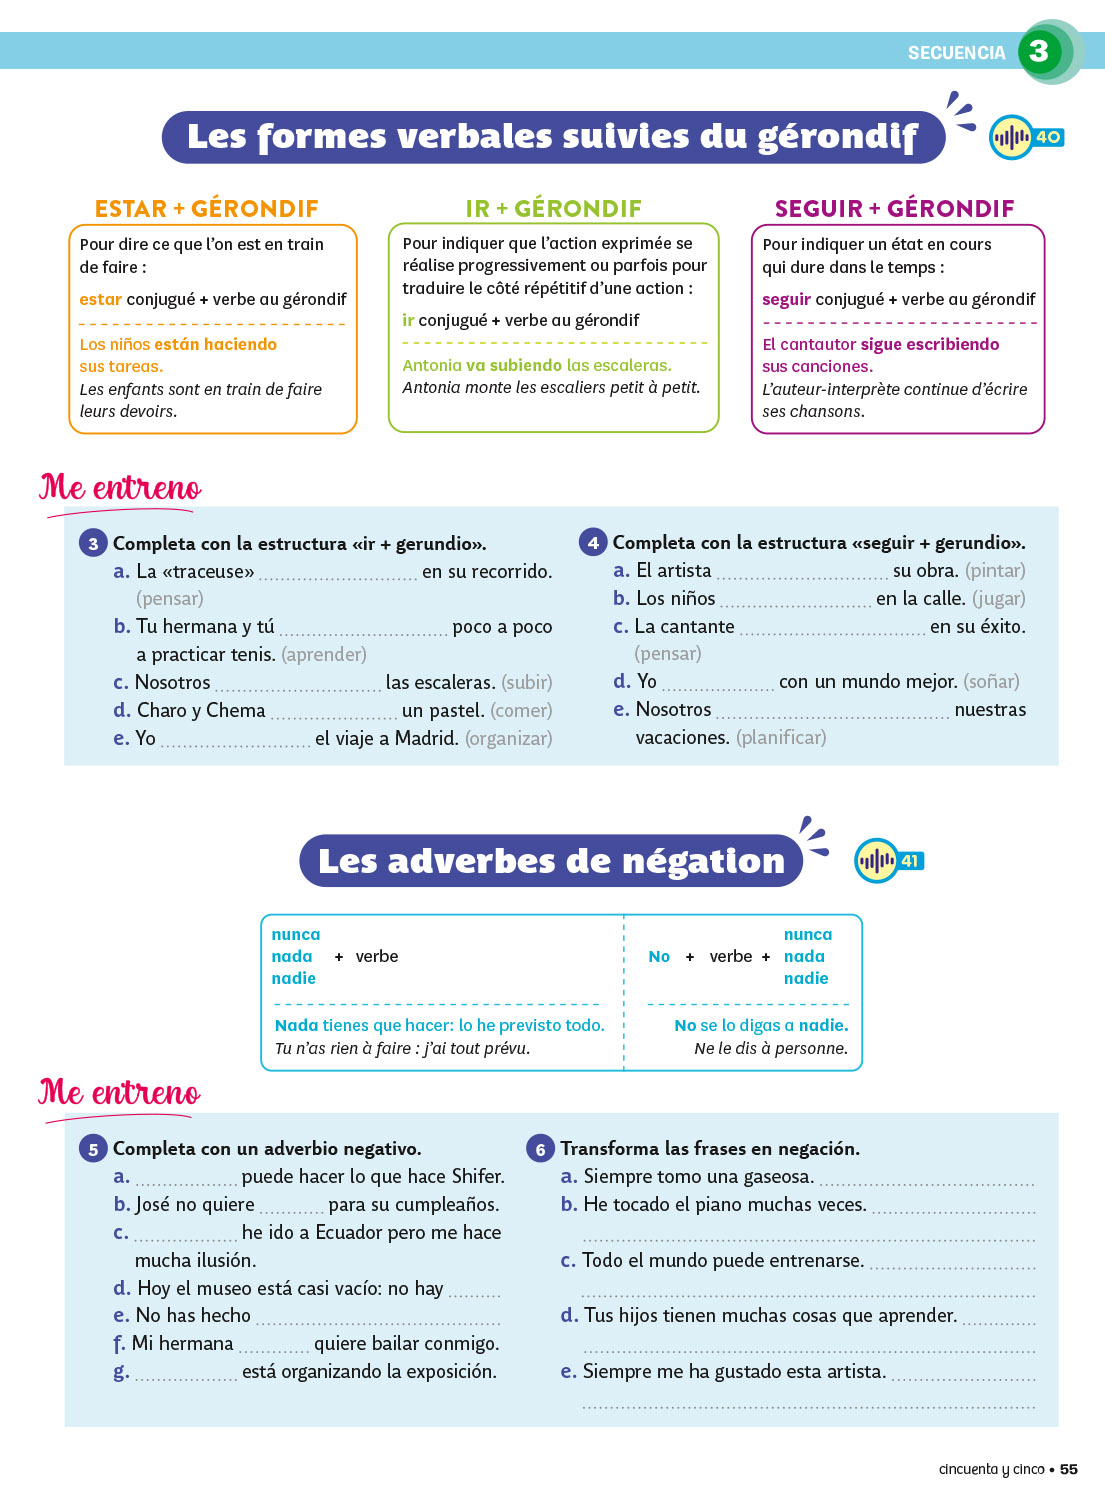 SECUENCIA 3
Les formes verbales suivies du gérondif
40
ESTAR + GÉRONDIF
Pour dire ce que l'on est en train
de faire :
estar conjugué + verbe au gérondif
Los niños están haciendo
sus tareas.
Les enfants sont en train de faire
leurs devoirs.
IR + GÉRONDIF
Pour indiquer que l'action exprimée se
réalise progressivement ou parfois pour
traduire le côté répétitif d'une action :
ir conjugué + verbe au gérondif
Antonia va subiendo las escaleras.
Antonia monte les escaliers petit à petit.
SEGUIR + GÉRONDIF
Pour indiquer un état en cours
qui dure dans le temps :
seguir conjugué + verbe au gérondif
El cantautor sigue escribiendo
sus canciones.
L'auteur-interprète continue d'écrire
ses chansons.
Me entreno
3 Completa con la estructura «ir + gerundio».
a. La «traceuse» .............................. en su recorrido.
(pensar)
b. Tu hermana y tú ................................ poco a poco
a practicar tenis. (aprender)
c. Nosotros ................................ las escaleras. (subir)
d. Charo y Chema ........................ un pastel. (comer)
e. Yo ............................ el viaje a Madrid. (organizar)
4 Completa con la estructura «seguir + gerundio».
a. El artista ................................ su obra. (pintar)
b. Los niños ............................ en la calle. (jugar)
c. La cantante .................................. en su éxito.
(pensar)
d. Yo ..................... con un mundo mejor. (soñar)
e. Nosotros ............................................ nuestras
vacaciones. (planificar)
Les adverbes de négation
41
nunca
nada + verbe
nadie
Nada tienes que hacer: lo he previsto todo.
Tu n'as rien à faire : j'ai tout prévu.
nunca
No + verbe + nada
nadie
No se lo digas a nadie.
Ne le dis à personne.
Me entreno
5 Completa con un adverbio negativo.
a. ................... puede hacer lo que hace Shifer.
b. José no quiere ............ para su cumpleaños.
c. ................... he ido a Ecuador pero me hace
mucha ilusión.
d. Hoy el museo está casi vacío: no hay ..........
e. No has hecho ..............................................
f. Mi hermana ............. quiere bailar conmigo.
g. ................... está organizando la exposición.
6 Transforma las frases en negación.
a. Siempre tomo una gaseosa. ........................................
b. He tocado el piano muchas veces. ...............................
.....................................................................................
c. Todo el mundo puede entrenarse. ...............................
.....................................................................................
d. Tus hijos tienen muchas cosas que aprender. ..............
.....................................................................................
e. Siempre me ha gustado esta artista. ...........................
.....................................................................................
cincuenta y cinco • 55